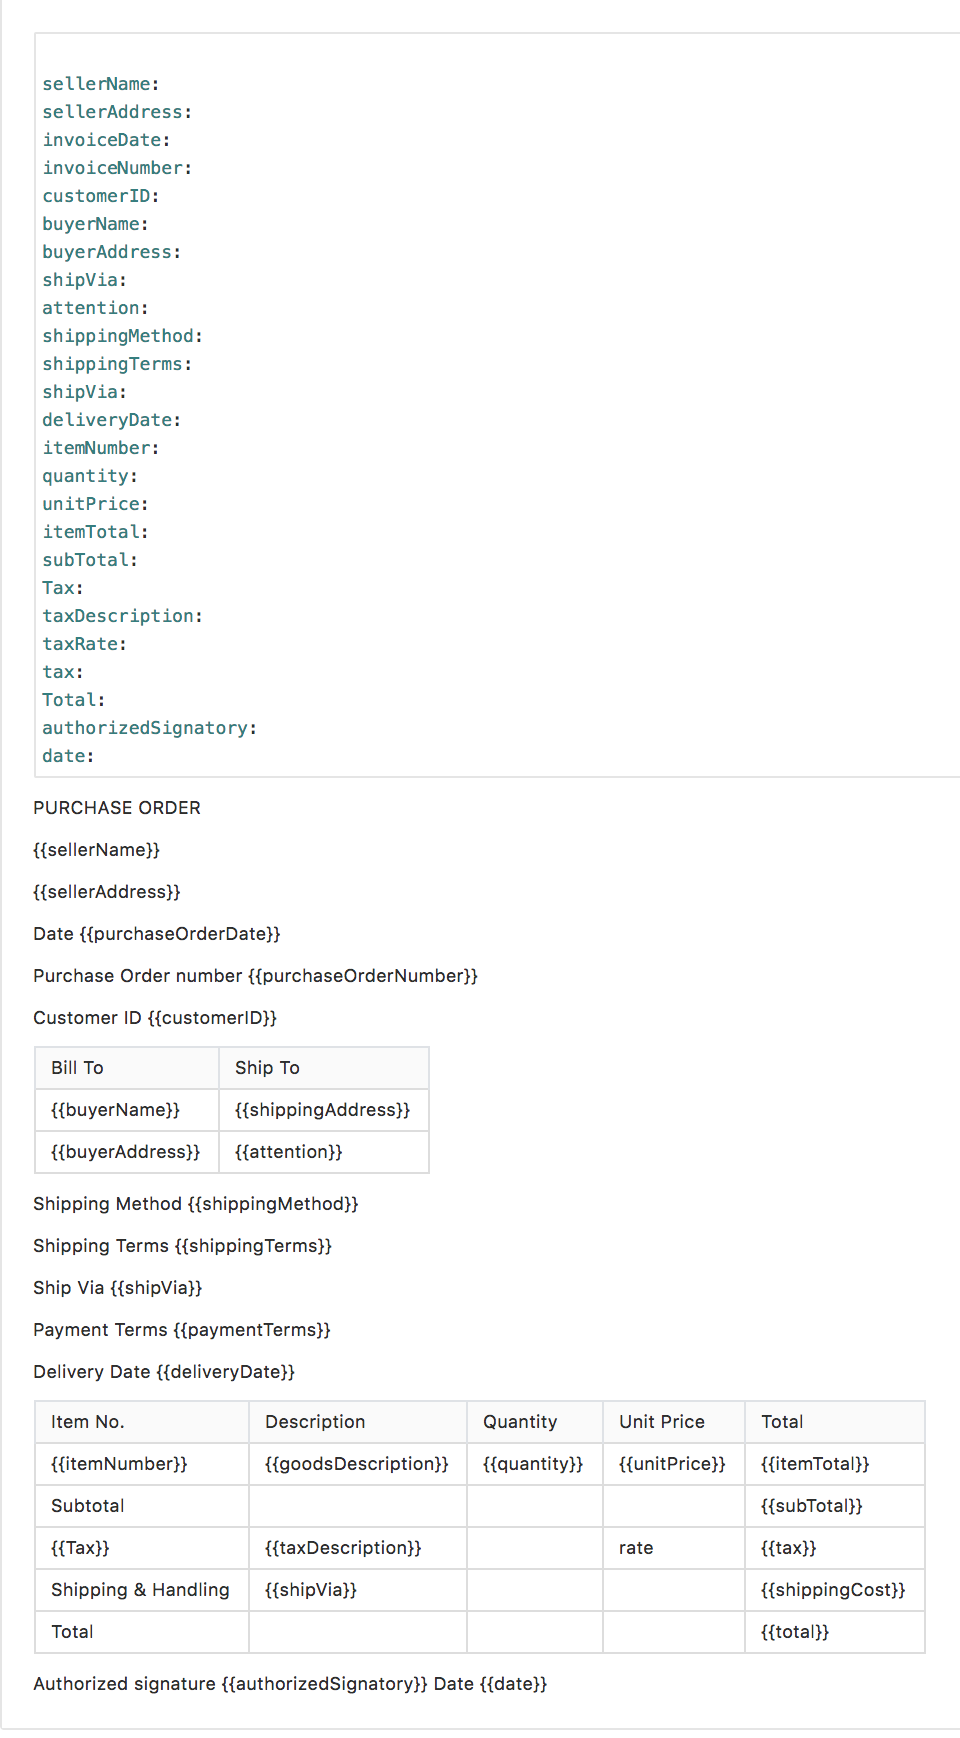 sellerName:
sellerAddress:
invoiceDate:
invoiceNumber:
customerID:
buyerName:
buyerAddress:
shipVia:
attention:
shippingMethod:
shippingTerms:
shipVia:
deliveryDate:
itemNumber:
quantity:
unitPrice:
itemTotal:
subTotal:
Tax:
taxDescription:
taxRate:
tax:
Total:
authorizedSignatory:
date:
PURCHASE ORDER
{{sellerName}}
{{sellerAddress}}
Date {{purchaseOrderDate}}
Purchase Order number {{purchaseOrderNumber}}
Customer ID {{customerID}}
Bill To Ship To
{{buyerName}} {{shippingAddress}}
{{buyerAddress}} {{attention}}
Shipping Method {{shippingMethod}}
Shipping Terms {{shippingTerms}}
Ship Via {{shipVia}}
Payment Terms {{paymentTerms}}
Delivery Date {{deliveryDate}}
Item No. Description Quantity Unit Price Total
{{itemNumber}} {{goodsDescription}} {{quantity}} {{unitPrice}} {{itemTotal}}
Subtotal {{subTotal}}
{{Tax}} {{taxDescription}} rate {{tax}}
Shipping & Handling {{shipVia}} {{shippingCost}}
Total {{total}}
Authorized signature {{authorizedSignatory}} Date {{date}}